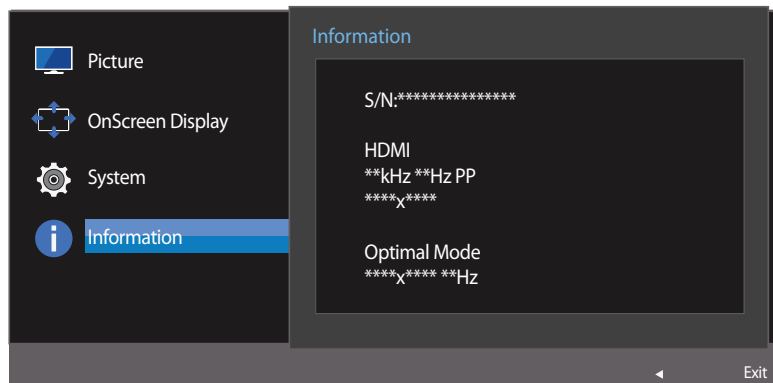 Picture
OnScreen Display
System
Information
Information
S/N:***************
HDMI
**kHz **Hz PP
****x****
Optimal Mode
****x**** **Hz
Exit